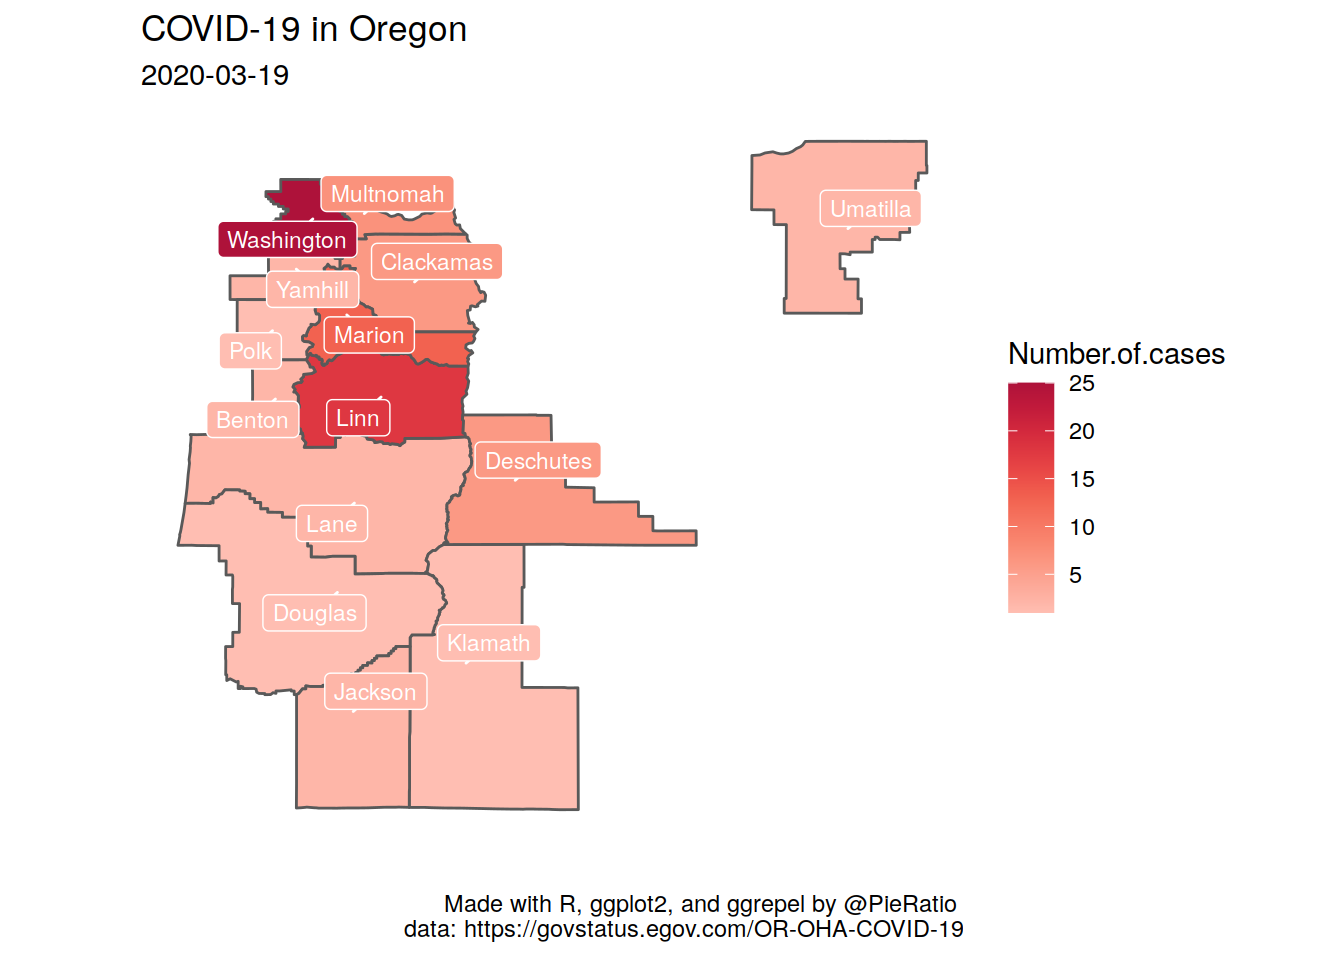 COVID-19 in Oregon
2020-03-19
Multnomah
Umatilla
Washington
Clackamas
Yamhill
Marion
Polk
Linn
Benton
Deschutes
Lane
Douglas
Klamath
Jackson
Number.of.cases
25
20
15
10
5
Made with R, ggplot2, and ggrepel by @PieRatio
data: https://govstatus.egov.com/OR-OHA-COVID-19